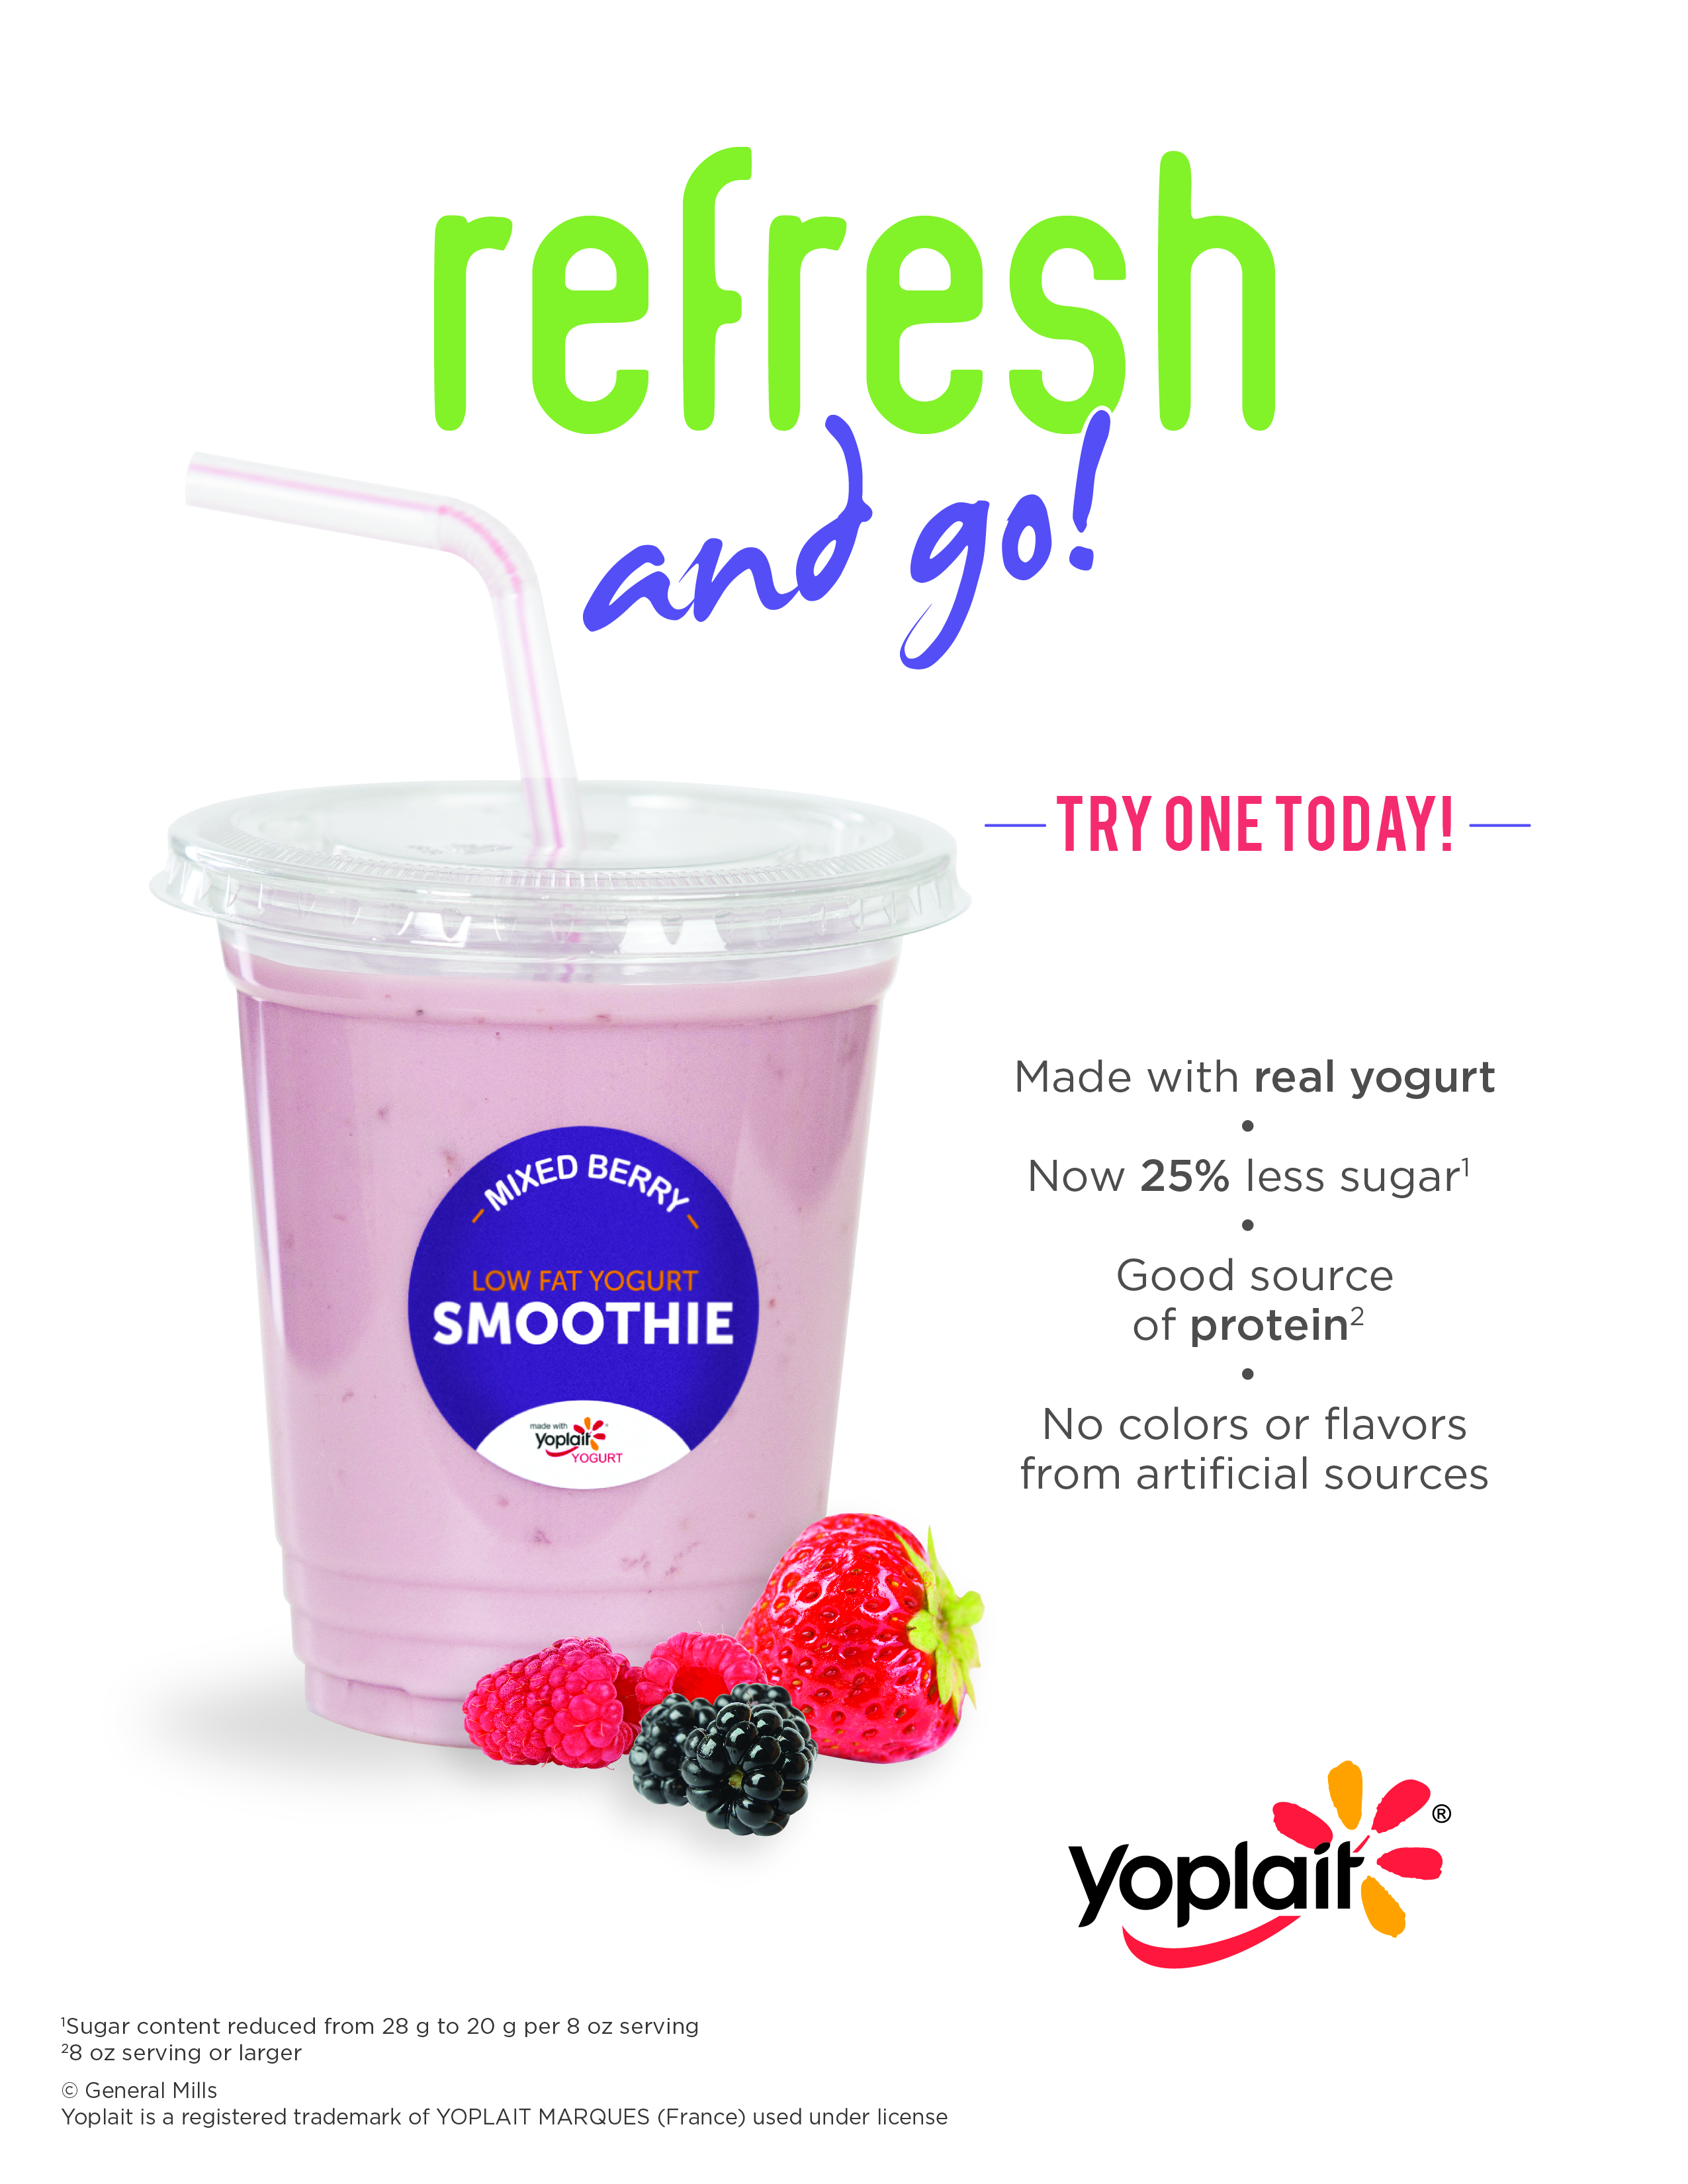 refresh
and go!
TRY ONE TODAY!
Made with real yogurt
•
Now 25% less sugar¹
•
Good source
of protein²
•
No colors or flavors
from artificial sources
- MIXED BERRY -
LOW FAT YOGURT
SMOOTHIE
made with
Yoplait
YOGURT
Yoplait®
¹Sugar content reduced from 28 g to 20 g per 8 oz serving
²8 oz serving or larger
© General Mills
Yoplait is a registered trademark of YOPLAIT MARQUES (France) used under license